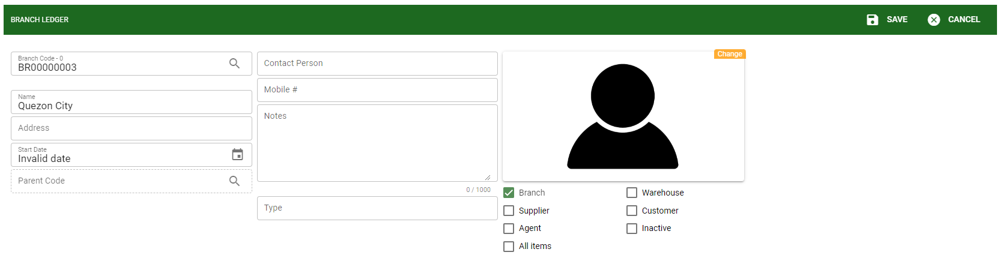 BRANCH LEDGER
SAVE
CANCEL
Branch Code - 0
BR00000003
Name
Quezon City
Address
Start Date
Invalid date
Parent Code
Contact Person
Mobile #
Notes
0 / 1000
Type
Change
Branch
Warehouse
Supplier
Customer
Agent
Inactive
All items